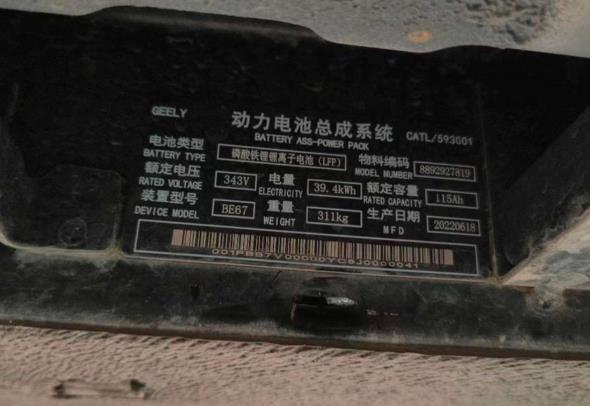 GEELY 动力电池总成系统 CATL/593001
BATTERY ASS-POWER PACK
电池类型 磷酸铁锂锂离子电池 (LFP) 物料编码 8892927819
BATTERY TYPE MODEL NUMBER
额定电压 343V 电量 39.4kWh 额定容量 115Ah
RATED VOLTAGE ELECTRICITY RATED CAPACITY
装置型号 BE67 重量 311kg 生产日期 20220618
DEVICE MODEL WEIGHT MFD